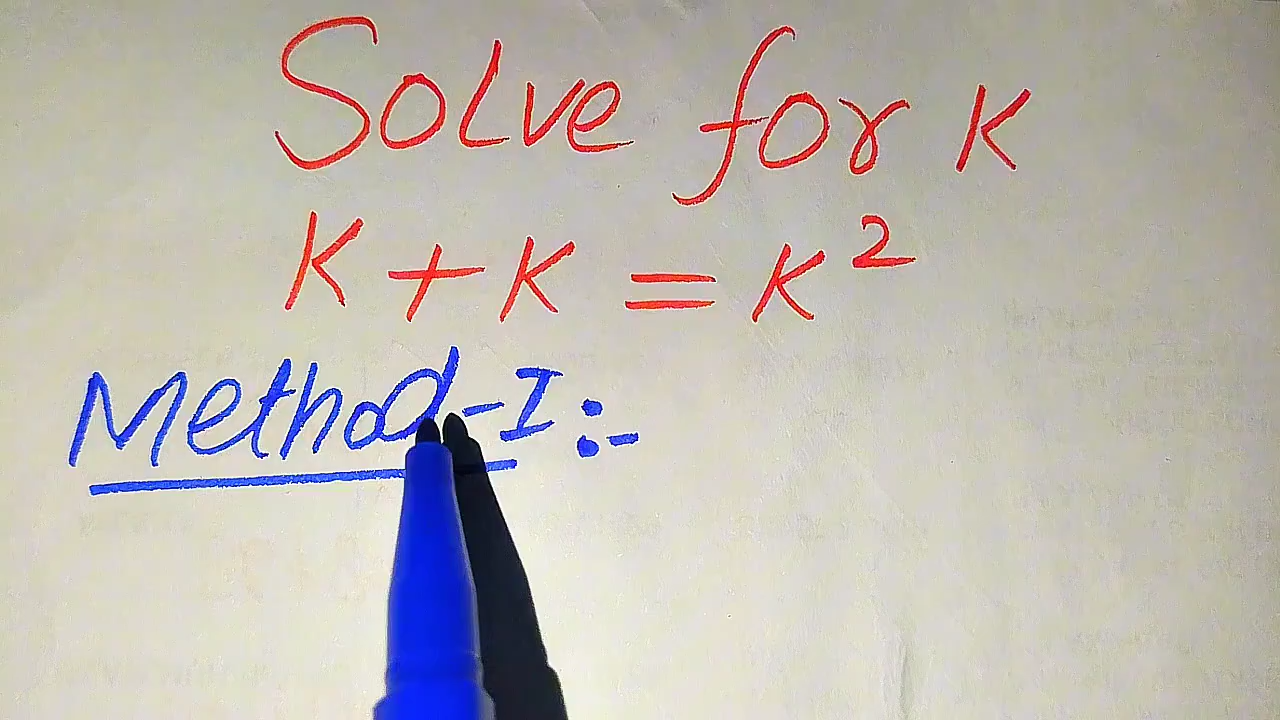 Solve for K
K + K = K²
Method-I:-